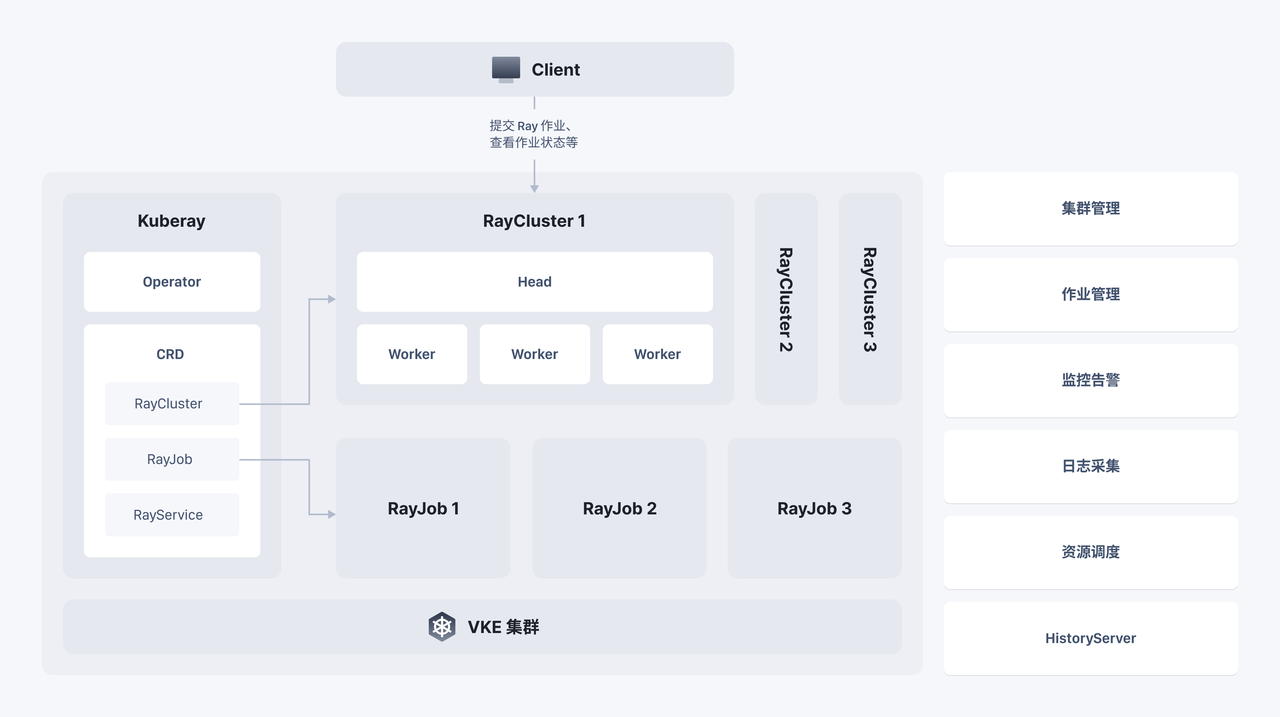 Client
提交 Ray 作业、
查看作业状态等
Kuberay
Operator
CRD
RayCluster
RayJob
RayService
RayCluster 1
Head
Worker
Worker
Worker
RayCluster 2
RayCluster 3
RayJob 1
RayJob 2
RayJob 3
VKE 集群
集群管理
作业管理
监控告警
日志采集
资源调度
HistoryServer